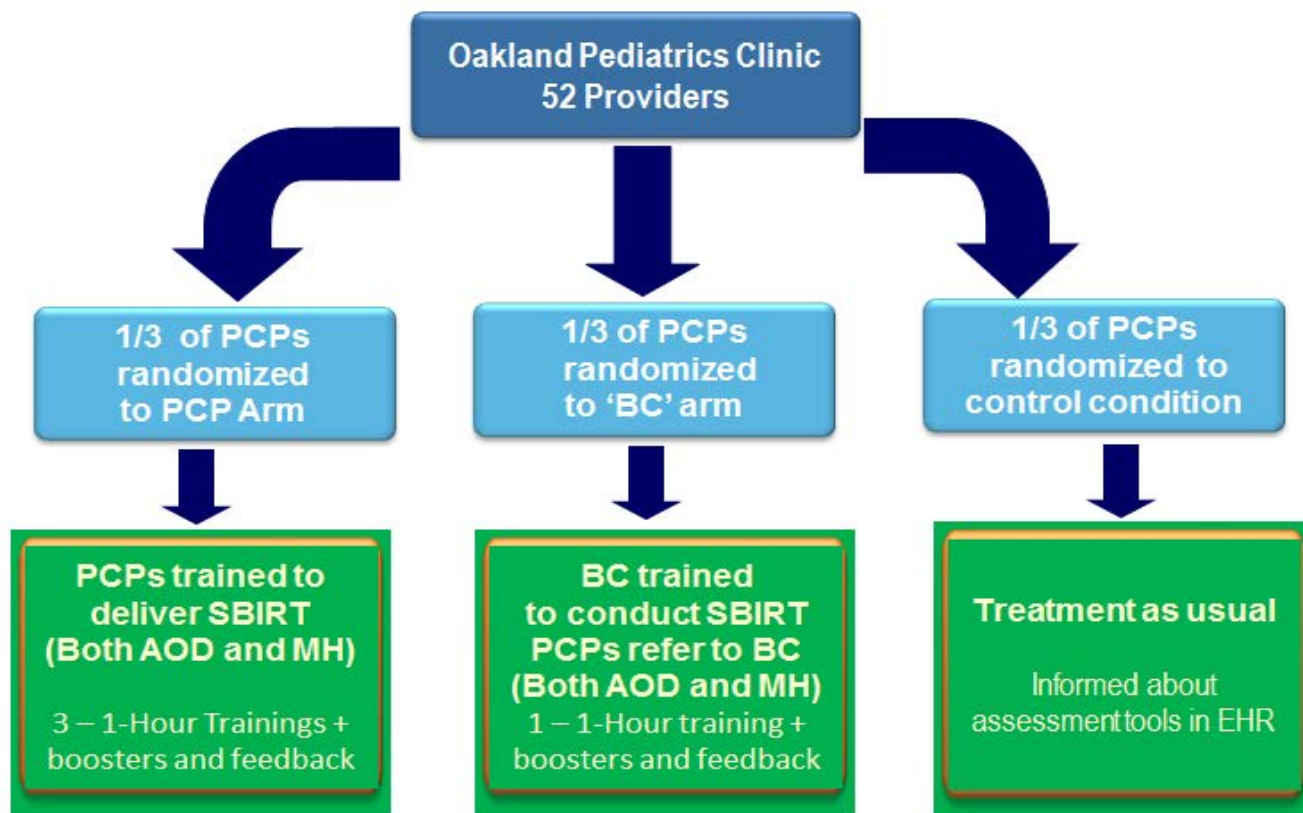 Oakland Pediatrics Clinic
52 Providers
1/3 of PCPs
randomized
to PCP Arm
1/3 of PCPs
randomized
to ‘BC’ arm
1/3 of PCPs
randomized to
control condition
PCPs trained to
deliver SBIRT
(Both AOD and MH)
3 – 1-Hour Trainings +
boosters and feedback
BC trained
to conduct SBIRT
PCPs refer to BC
(Both AOD and MH)
1 – 1-Hour training +
boosters and feedback
Treatment as usual
Informed about
assessment tools in EHR